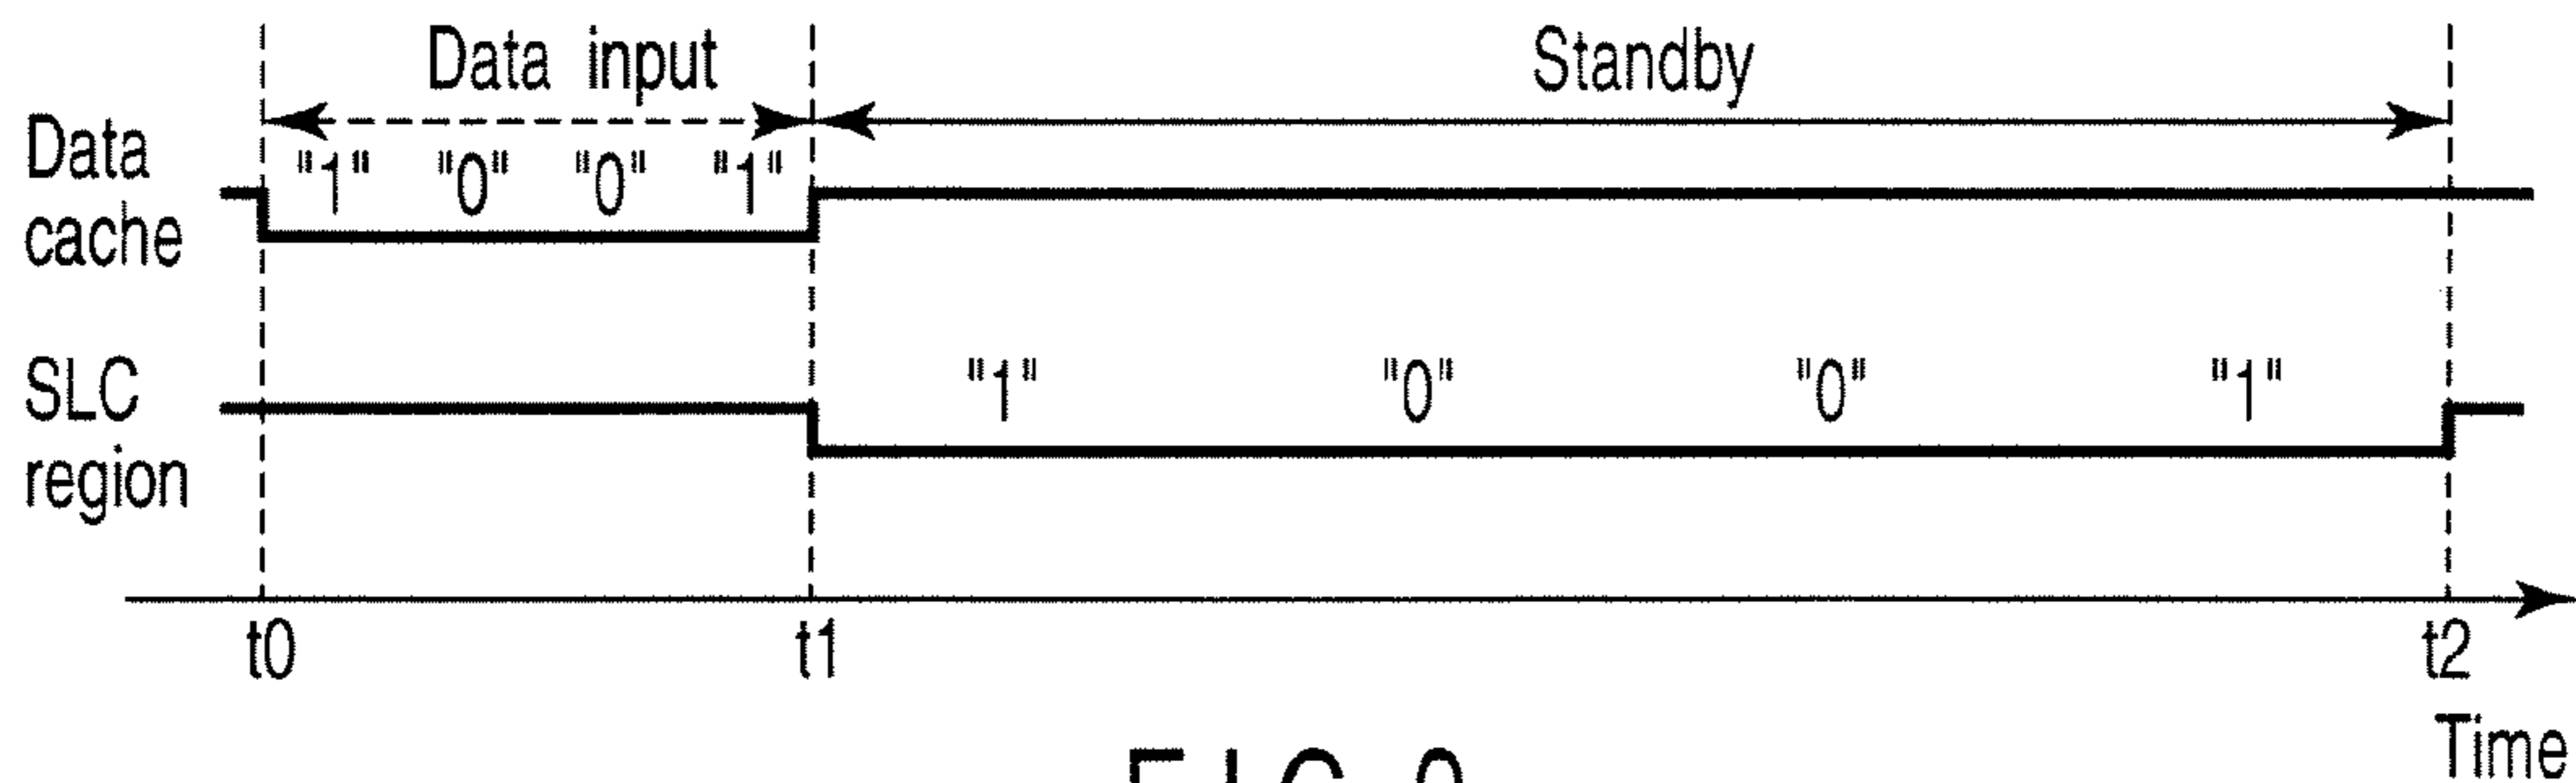 Data input Standby
Data cache
"1" "0" "0" "1"
SLC region
"1" "0" "0" "1"
t0 t1 t2
Time